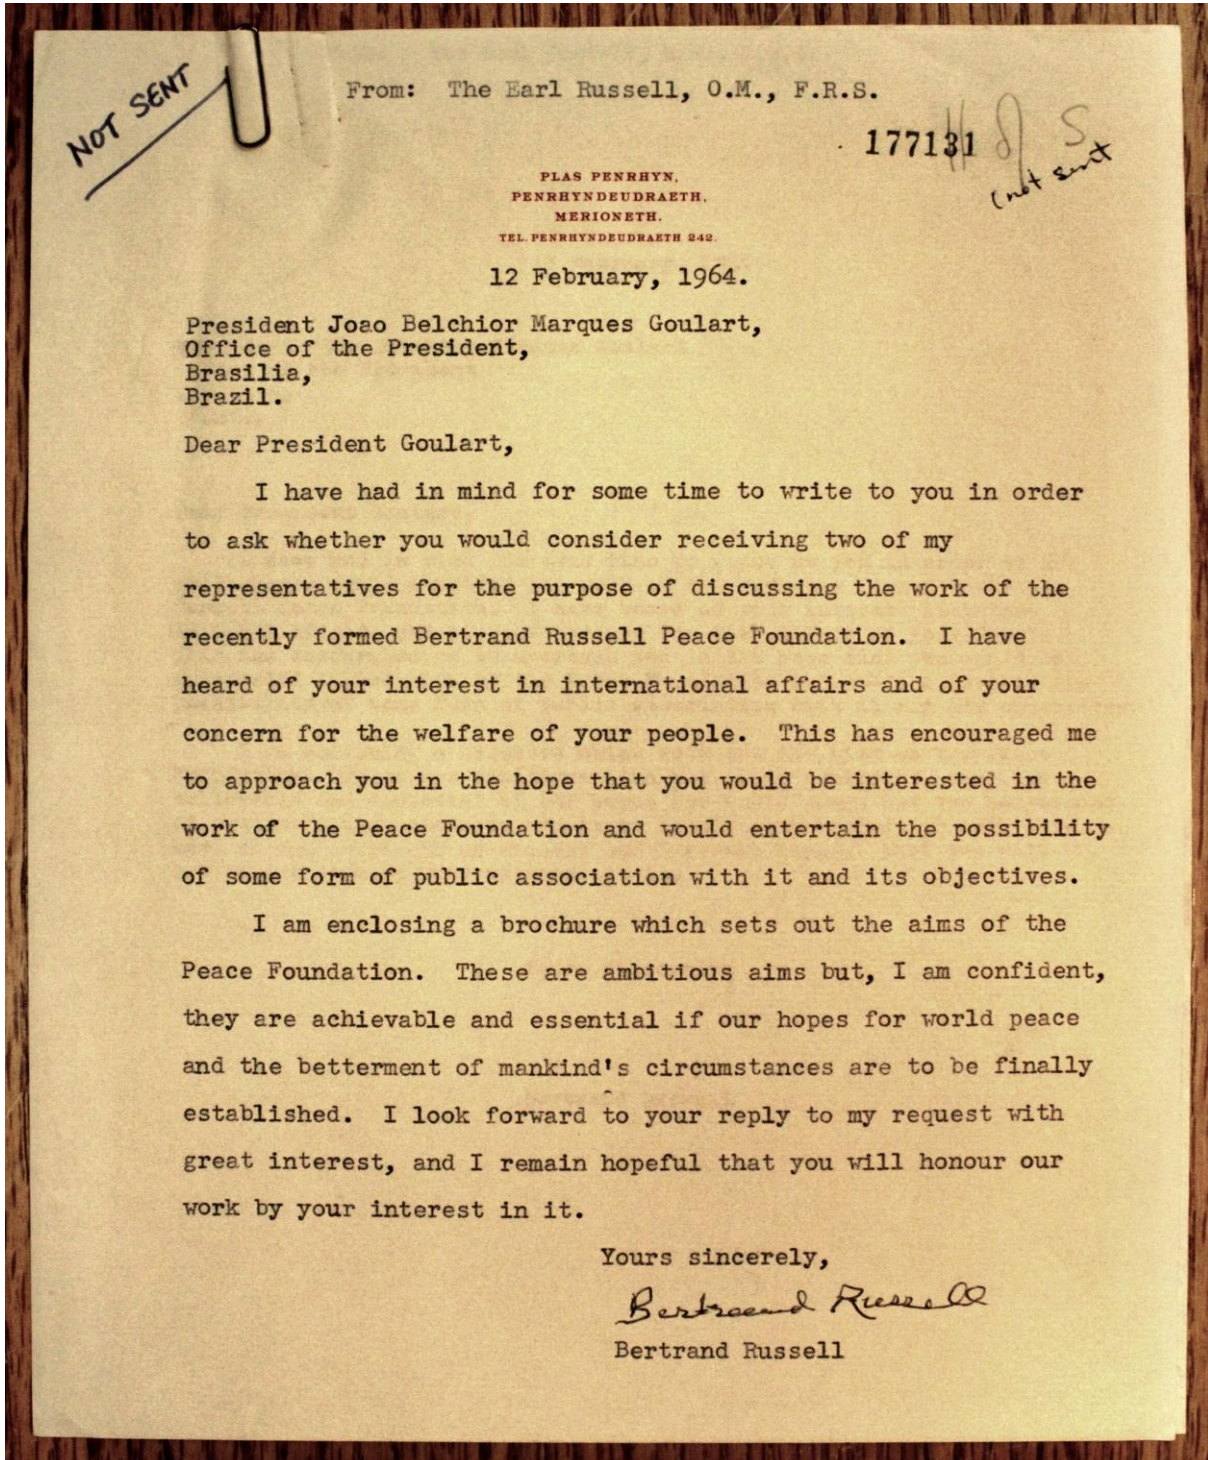 NOT SENT
From: The Earl Russell, O.M., F.R.S.
177131
(not sent
PLAS PENRHYN,
PENRHYNDEUDRAETH,
MERIONETH.
TEL. PENRHYNDEUDRAETH 242.
12 February, 1964.
President Joao Belchior Marques Goulart,
Office of the President,
Brasilia,
Brazil.
Dear President Goulart,
I have had in mind for some time to write to you in order
to ask whether you would consider receiving two of my
representatives for the purpose of discussing the work of the
recently formed Bertrand Russell Peace Foundation. I have
heard of your interest in international affairs and of your
concern for the welfare of your people. This has encouraged me
to approach you in the hope that you would be interested in the
work of the Peace Foundation and would entertain the possibility
of some form of public association with it and its objectives.
I am enclosing a brochure which sets out the aims of the
Peace Foundation. These are ambitious aims but, I am confident,
they are achievable and essential if our hopes for world peace
and the betterment of mankind's circumstances are to be finally
established. I look forward to your reply to my request with
great interest, and I remain hopeful that you will honour our
work by your interest in it.
Yours sincerely,
Bertrand Russell
Bertrand Russell